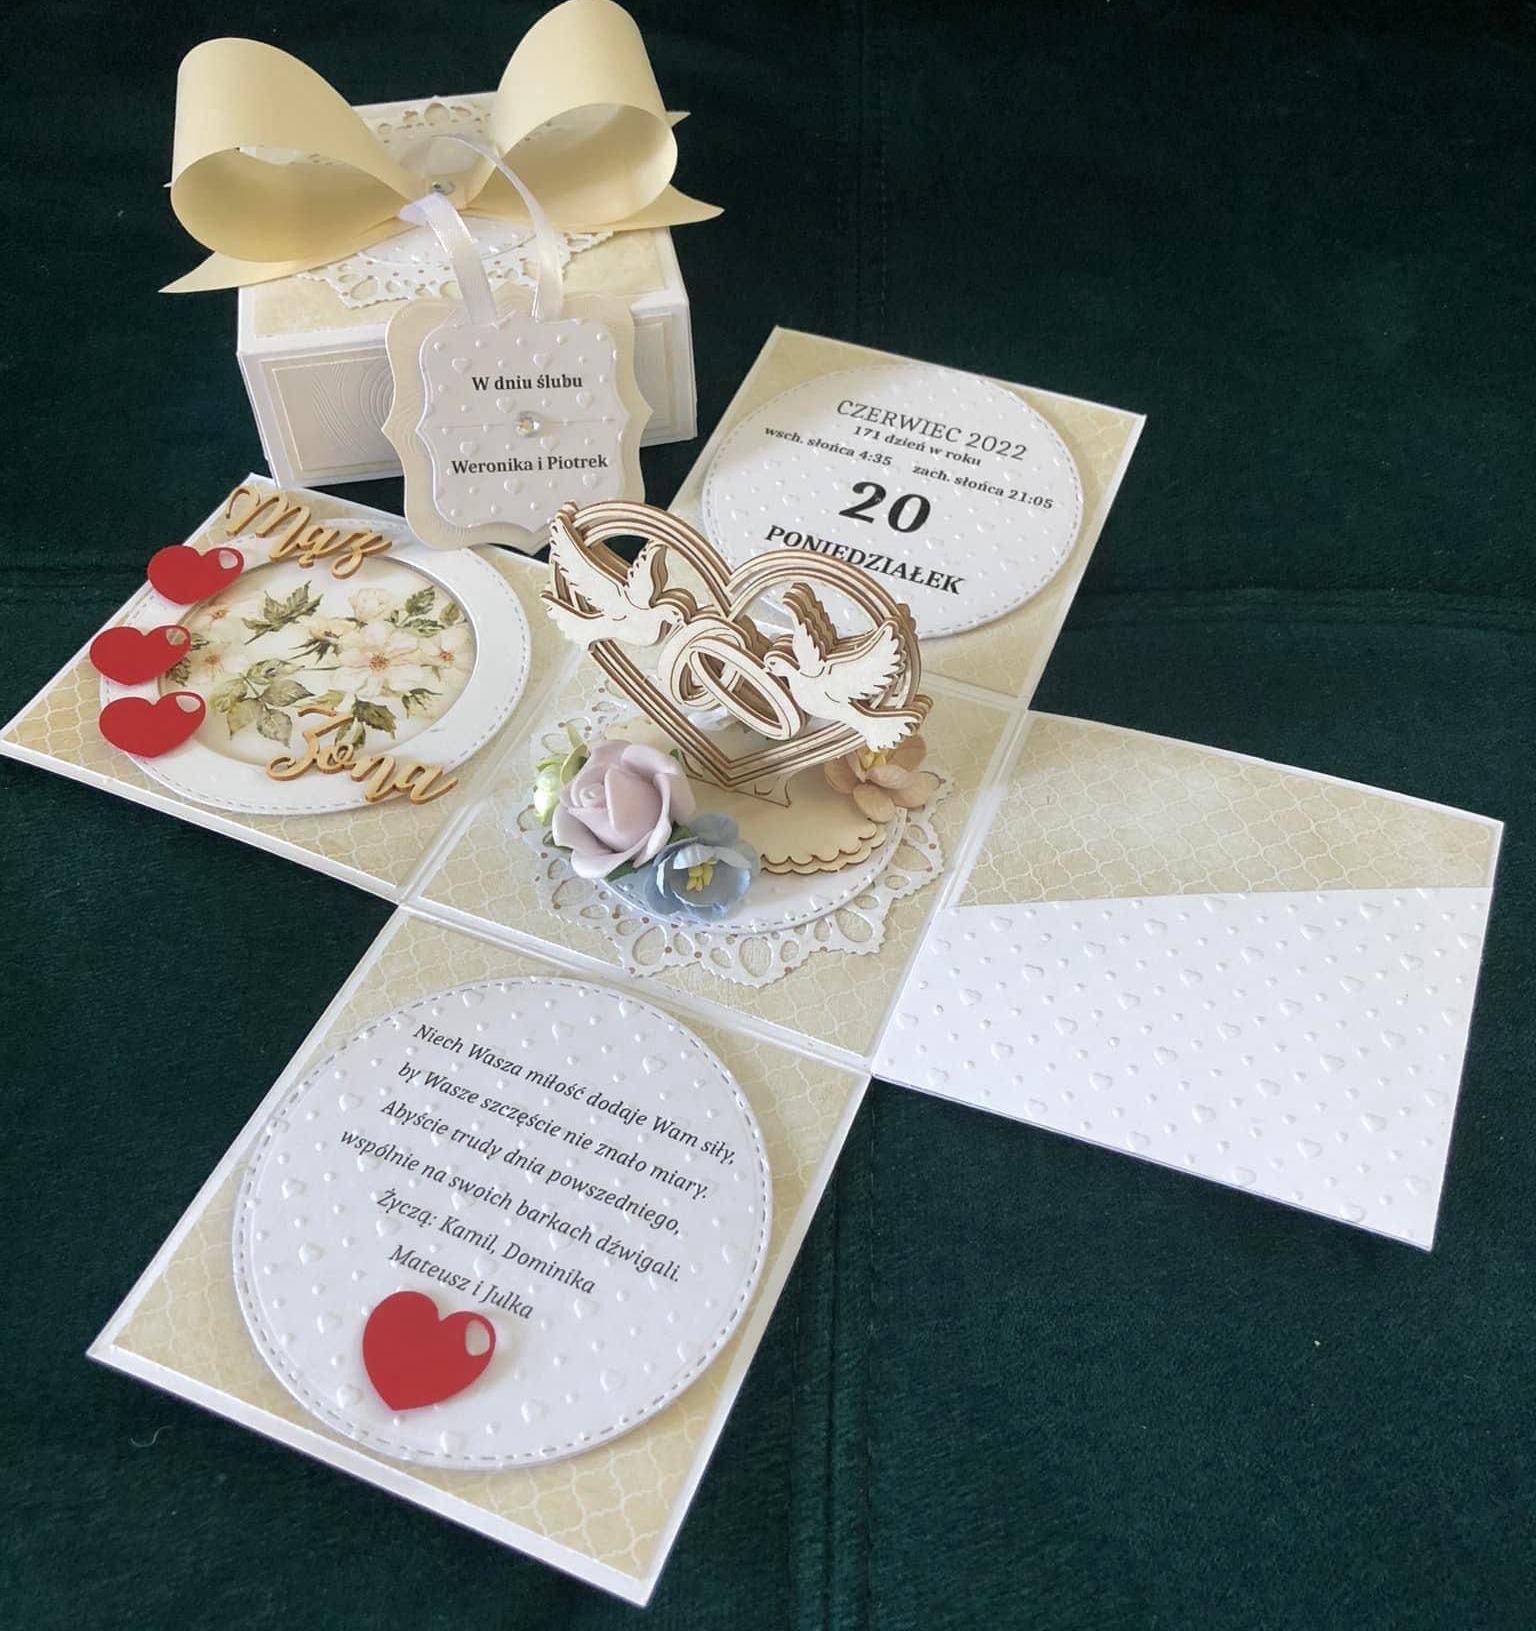 W dniu ślubu
Weronika i Piotrek
CZERWIEC 2022
171 dzień w roku
wsch. słońca 4:35 zach. słońca 21:05
20
PONIEDZIAŁEK
Mąż
Żona
Niech Wasza miłość dodaje Wam siły,
by Wasze szczęście nie znało miary.
Abyście trudy dnia powszedniego,
wspólnie na swoich barkach dźwigali.
Życzą: Kamil, Dominika
Mateusz i Julka